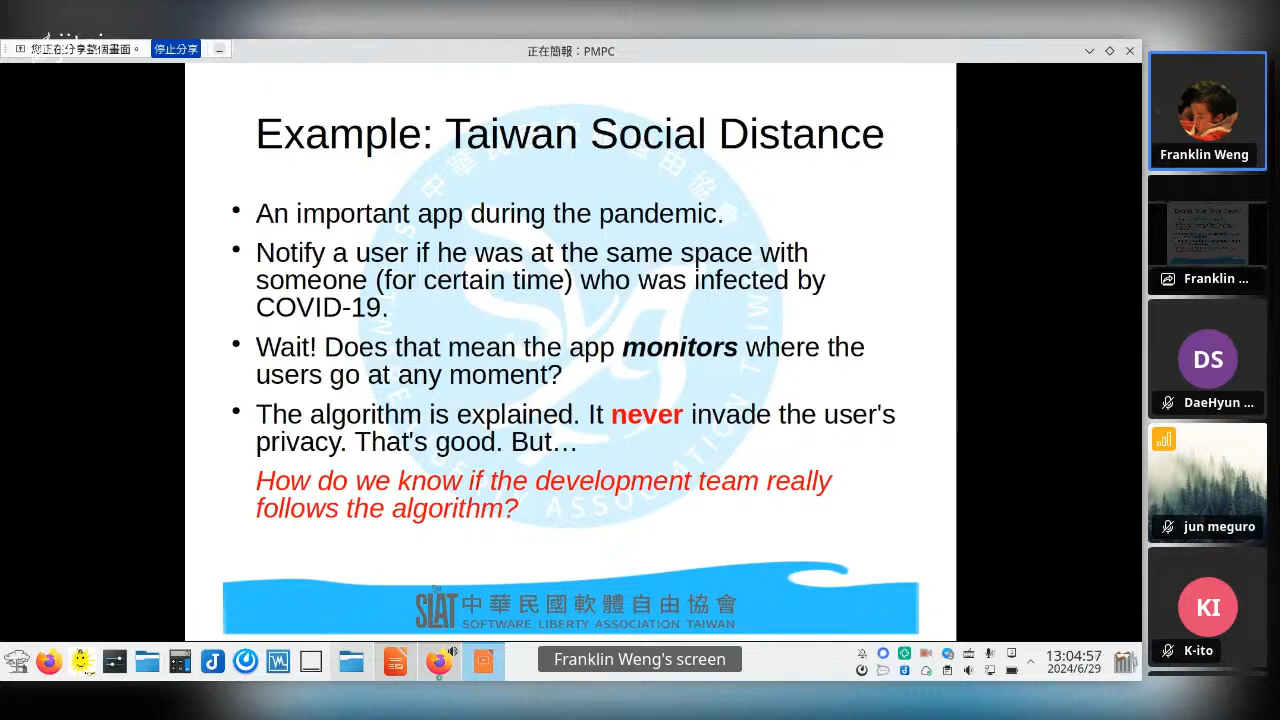 您正在分享整個畫面。 停止分享
正在簡報：PMPC
Example: Taiwan Social Distance
• An important app during the pandemic.
• Notify a user if he was at the same space with
someone (for certain time) who was infected by
COVID-19.
• Wait! Does that mean the app monitors where the
users go at any moment?
• The algorithm is explained. It never invade the user's
privacy. That's good. But…
How do we know if the development team really
follows the algorithm?
SLAT 中華民國軟體自由協會
SOFTWARE LIBERTY ASSOCIATION TAIWAN
Franklin Weng's screen
13:04:57
2024/6/29
Franklin Weng
Franklin ...
DS
DaeHyun ...
jun meguro
KI
K-ito